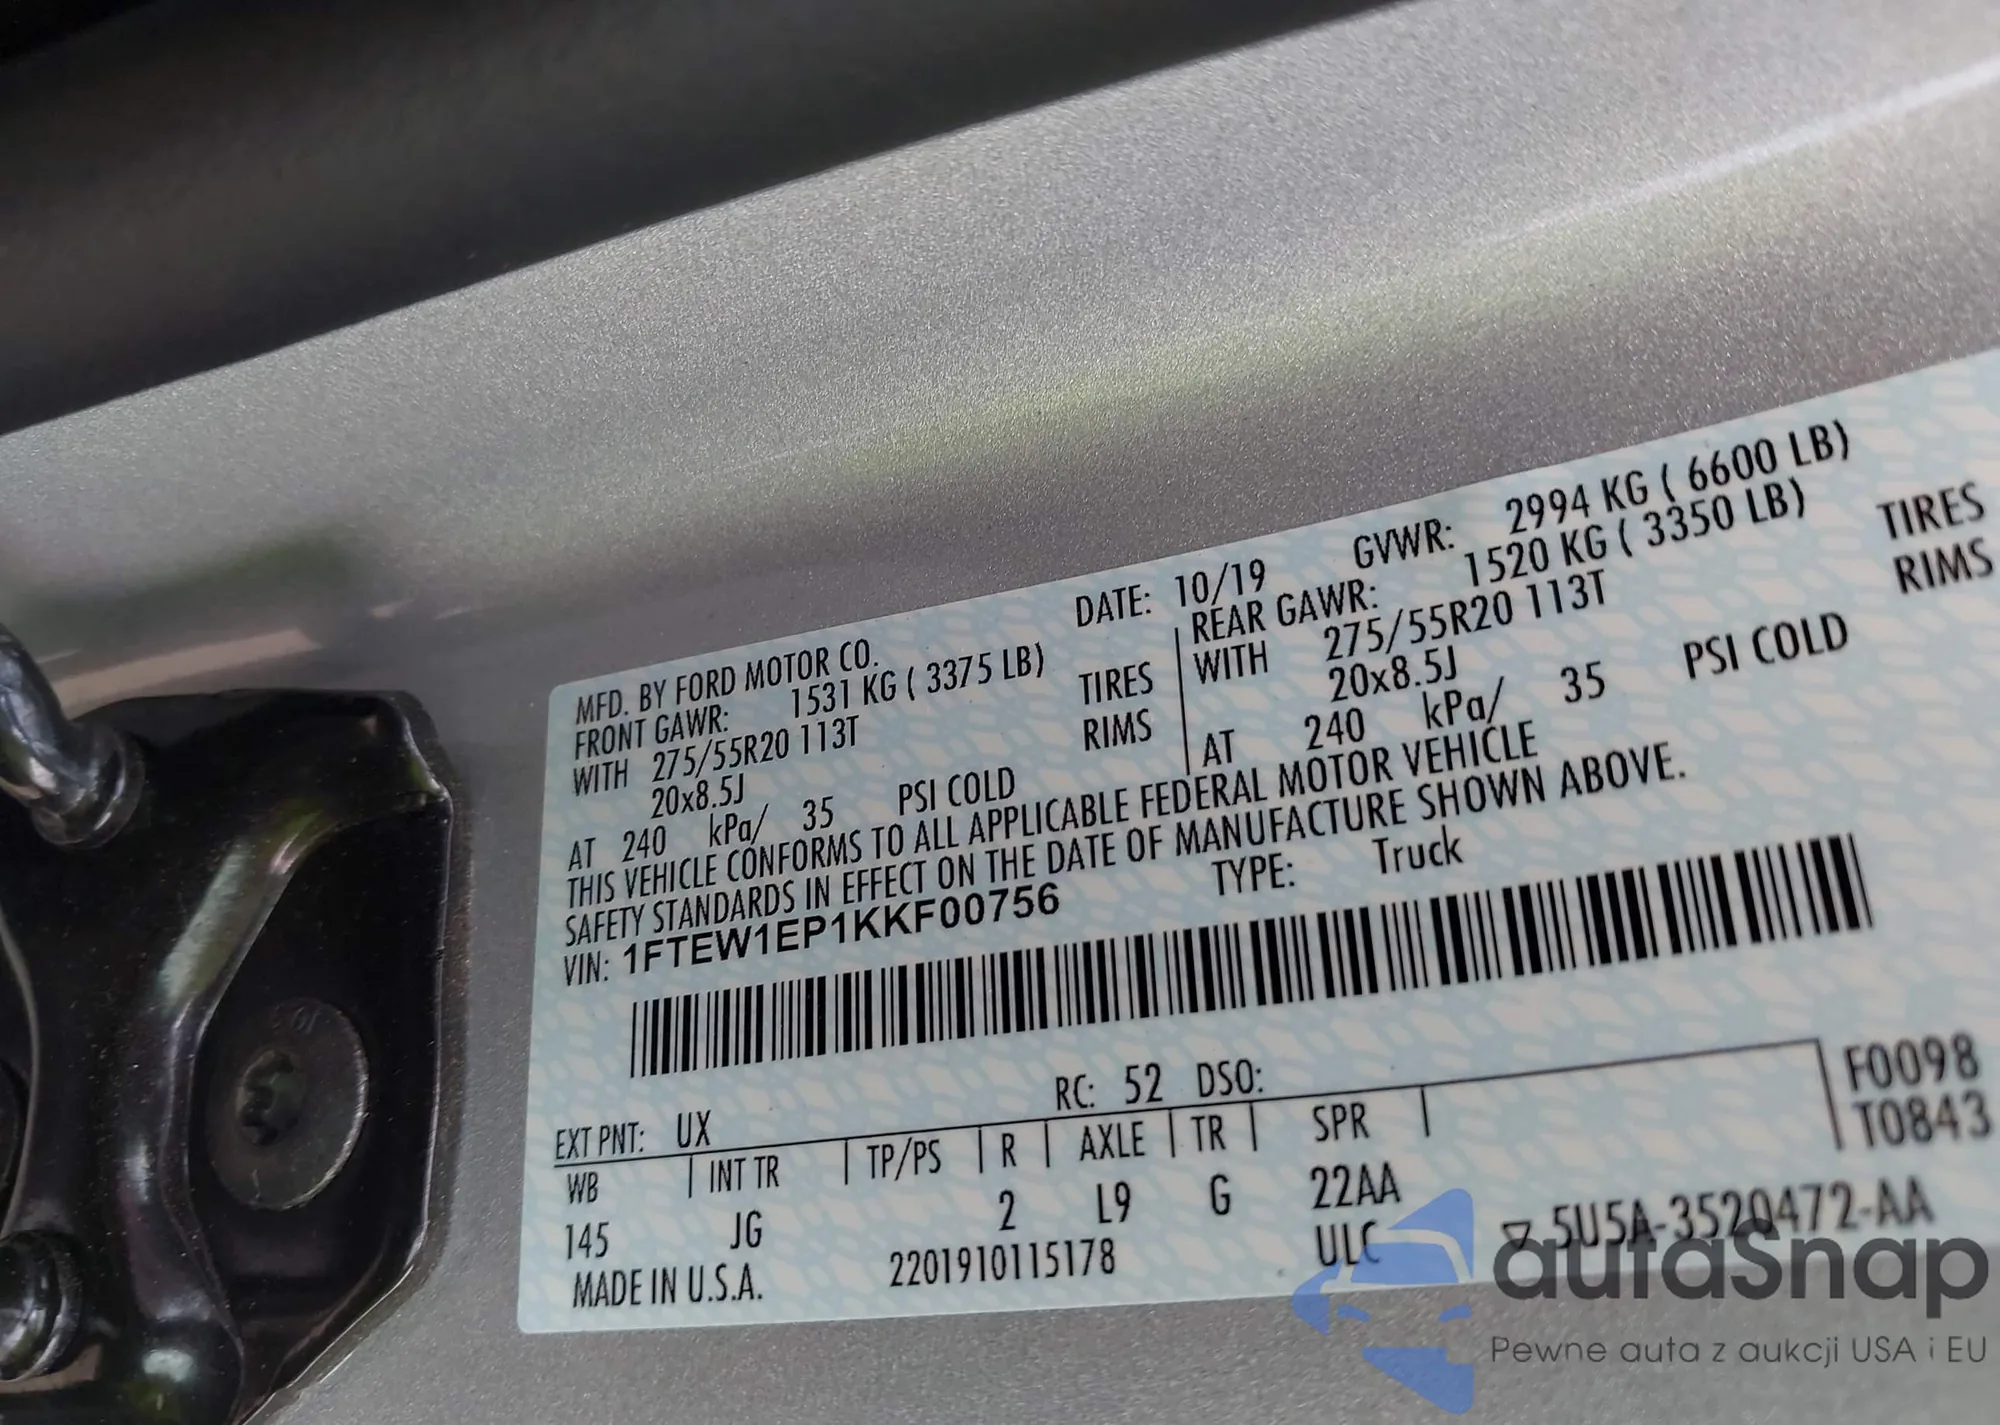 MFD. BY FORD MOTOR CO. DATE: 10/19 GVWR: 2994 KG ( 6600 LB)
FRONT GAWR: 1531 KG ( 3375 LB) REAR GAWR: 1520 KG ( 3350 LB)
WITH 275/55R20 113T TIRES WITH 275/55R20 113T TIRES
20x8.5J RIMS 20x8.5J RIMS
AT 240 kPa/ 35 PSI COLD AT 240 kPa/ 35 PSI COLD
THIS VEHICLE CONFORMS TO ALL APPLICABLE FEDERAL MOTOR VEHICLE
SAFETY STANDARDS IN EFFECT ON THE DATE OF MANUFACTURE SHOWN ABOVE.
VIN: 1FTEW1EP1KKF00756 TYPE: Truck
F0098
EXT PNT: UX RC: 52 DSO: T0843
WB INT TR TP/PS R AXLE TR SPR
145 JG 2 L9 G 22AA
ULC ▽ 5U5A-3520472-AA
MADE IN U.S.A. 2201910115178
autaSnap
Pewne auta z aukcji USA i EU